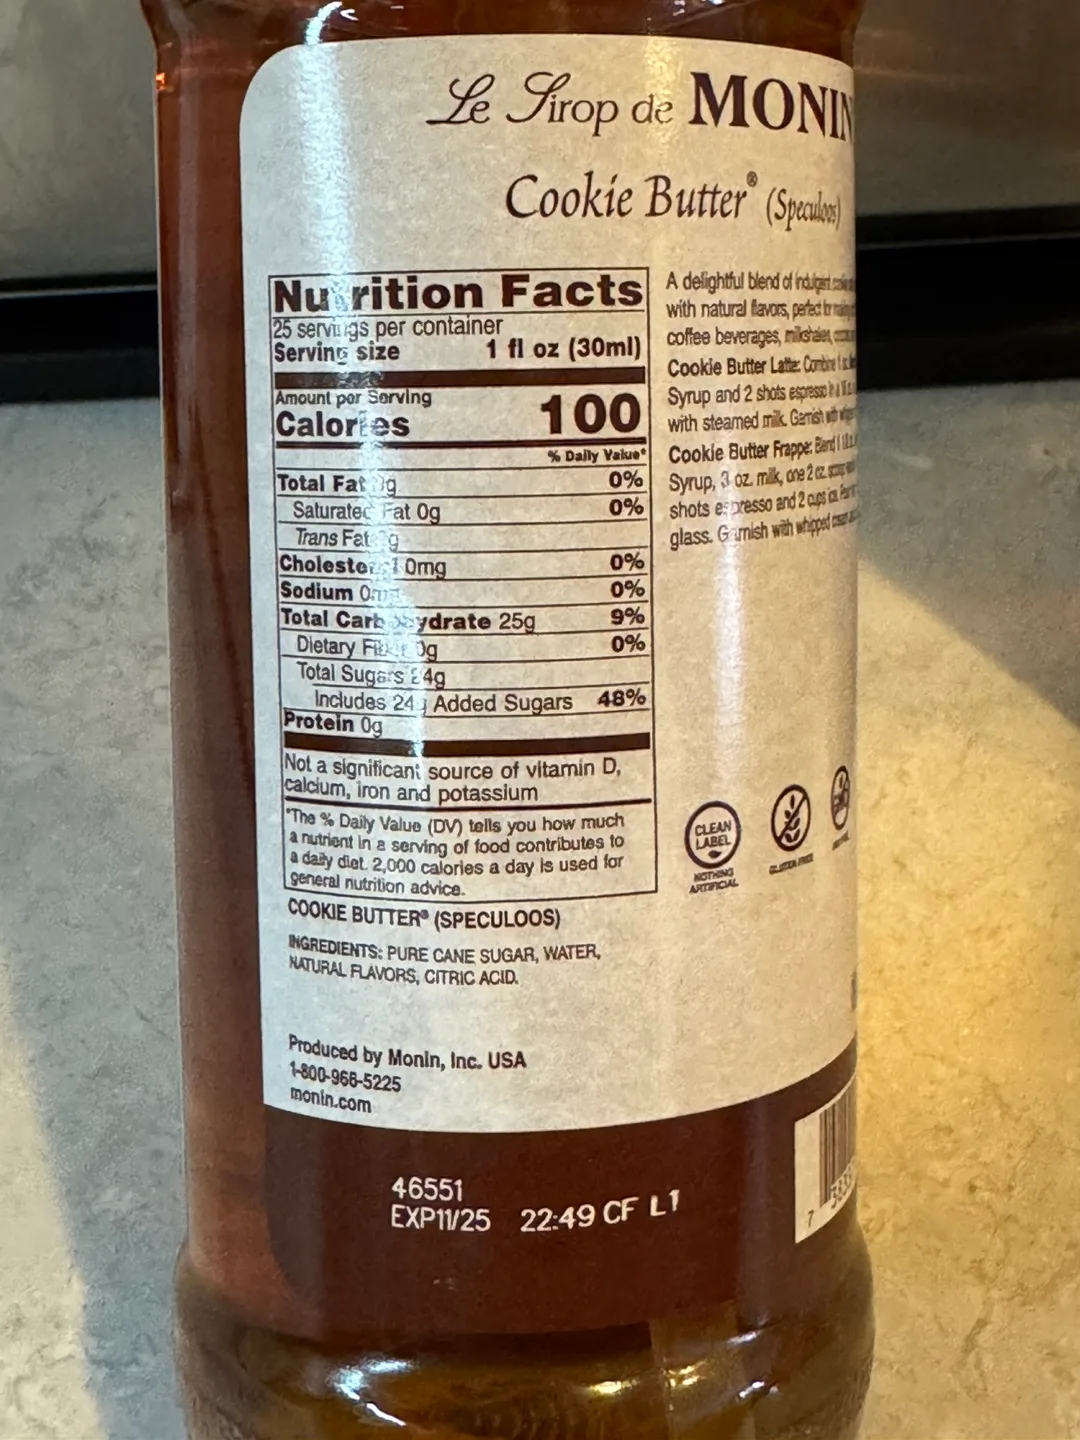 Le Sirop de MONIN
Cookie Butter® (Speculoos)
Nutrition Facts
25 servings per container
Serving size 1 fl oz (30ml)
Amount per Serving
Calories 100
% Daily Value*
Total Fat 0g 0%
Saturated Fat 0g 0%
Trans Fat 0g
Cholesterol 0mg 0%
Sodium 0mg 0%
Total Carbohydrate 25g 9%
Dietary Fiber 0g 0%
Total Sugars 24g
Includes 24g Added Sugars 48%
Protein 0g
Not a significant source of vitamin D,
calcium, iron and potassium
*The % Daily Value (DV) tells you how much
a nutrient in a serving of food contributes to
a daily diet. 2,000 calories a day is used for
general nutrition advice.
COOKIE BUTTER® (SPECULOOS)
INGREDIENTS: PURE CANE SUGAR, WATER,
NATURAL FLAVORS, CITRIC ACID.
Produced by Monin, Inc. USA
1-800-966-5225
monin.com
A delightful blend of indulgent
with natural flavors, perfect for making
coffee beverages, milkshakes,
Cookie Butter Latte: Combine
Syrup and 2 shots espresso in a
with steamed milk. Garnish with
Cookie Butter Frappe: Blend
Syrup, 3 oz. milk, one 2 oz. scoop
shots espresso and 2 cups ice.
glass. Garnish with whipped
CLEAN
LABEL
NOTHING
ARTIFICIAL
GLUTEN FREE
46551
EXP11/25 22:49 CF L1
7